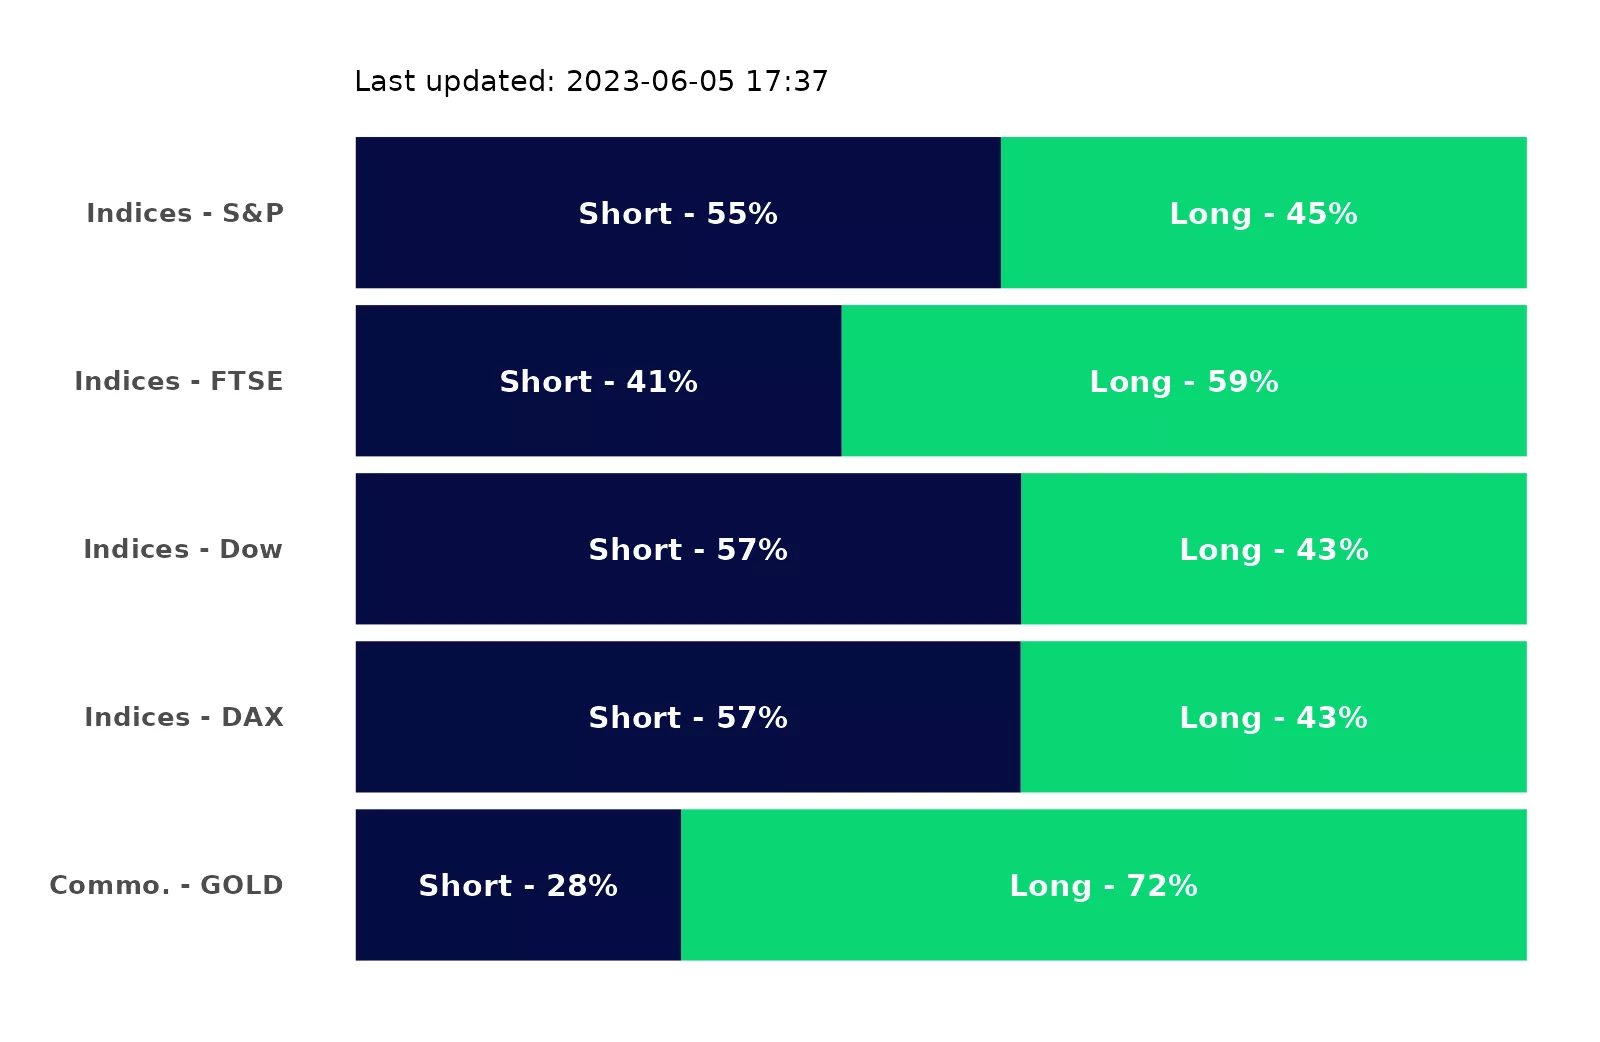 Last updated: 2023-06-05 17:37
Indices - S&P Short - 55% Long - 45%
Indices - FTSE Short - 41% Long - 59%
Indices - Dow Short - 57% Long - 43%
Indices - DAX Short - 57% Long - 43%
Commo. - GOLD Short - 28% Long - 72%